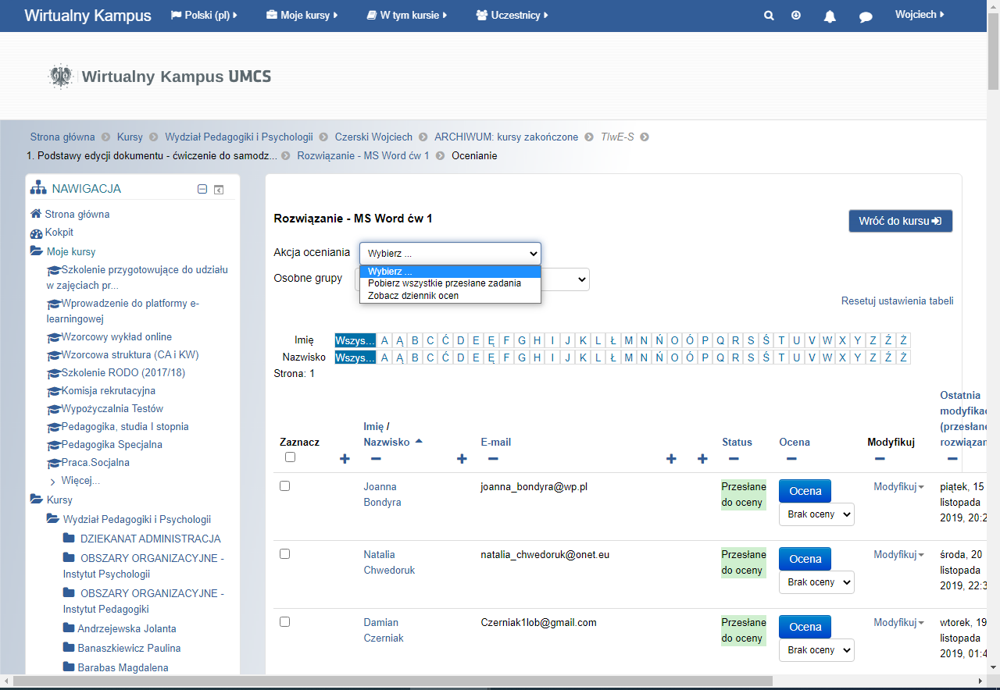 Wirtualny Kampus Polski (pl) Moje kursy W tym kursie Uczestnicy Wojciech
Wirtualny Kampus UMCS
Strona główna Kursy Wydział Pedagogiki i Psychologii Czerski Wojciech ARCHIWUM: kursy zakończone TIwE-S
1. Podstawy edycji dokumentu - ćwiczenie do samodz... Rozwiązanie - MS Word ćw 1 Ocenianie
NAWIGACJA
Strona główna
Kokpit
Moje kursy
Szkolenie przygotowujące do udziału
w zajęciach pr...
Wprowadzenie do platformy e-
learningowej
Wzorcowy wykład online
Wzorcowa struktura (CA i KW)
Szkolenie RODO (2017/18)
Komisja rekrutacyjna
Wypożyczalnia Testów
Pedagogika, studia I stopnia
Pedagogika Specjalna
Praca.Socjalna
Więcej...
Kursy
Wydział Pedagogiki i Psychologii
DZIEKANAT ADMINISTRACJA
OBSZARY ORGANIZACYJNE -
Instytut Psychologii
OBSZARY ORGANIZACYJNE -
Instytut Pedagogiki
Andrzejewska Jolanta
Banaszkiewicz Paulina
Barabas Magdalena
Rozwiązanie - MS Word ćw 1
Wróć do kursu
Akcja oceniania Wybierz ...
Wybierz ...
Pobierz wszystkie przesłane zadania
Zobacz dziennik ocen
Osobne grupy
Resetuj ustawienia tabeli
Imię Wszys... A Ą B C Ć D E Ę F G H I J K L Ł M N Ń O Ó P Q R S Ś T U V W X Y Z Ź Ż
Nazwisko Wszys... A Ą B C Ć D E Ę F G H I J K L Ł M N Ń O Ó P Q R S Ś T U V W X Y Z Ź Ż
Strona: 1
Zaznacz
Imię /
Nazwisko
E-mail
Status
Ocena
Modyfikuj
Ostatnia
modyfikac
(przesłane
rozwiązan
Joanna
Bondyra
joanna_bondyra@wp.pl
Przesłane
do oceny
Ocena
Brak oceny
Modyfikuj
piątek, 15
listopada
2019, 20:2
Natalia
Chwedoruk
natalia_chwedoruk@onet.eu
Przesłane
do oceny
Ocena
Brak oceny
Modyfikuj
środa, 20
listopada
2019, 22:3
Damian
Czerniak
Czerniak1lob@gmail.com
Przesłane
do oceny
Ocena
Brak oceny
Modyfikuj
wtorek, 19
listopada
2019, 01:4